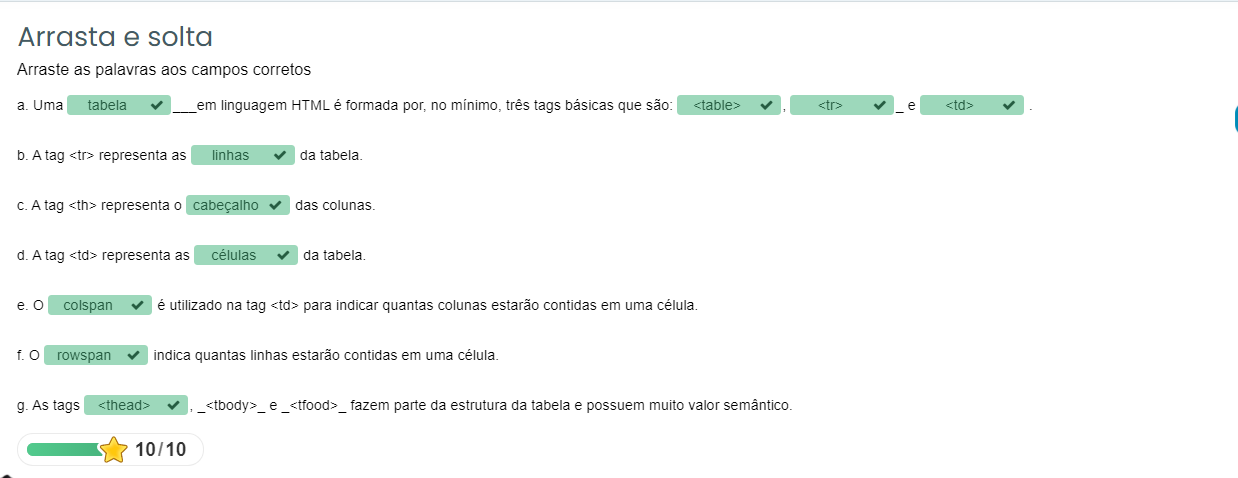 Arrasta e solta
Arraste as palavras aos campos corretos
a. Uma tabela ___em linguagem HTML é formada por, no mínimo, três tags básicas que são: <table> , <tr> _ e <td> .
b. A tag <tr> representa as linhas da tabela.
c. A tag <th> representa o cabeçalho das colunas.
d. A tag <td> representa as células da tabela.
e. O colspan é utilizado na tag <td> para indicar quantas colunas estarão contidas em uma célula.
f. O rowspan indica quantas linhas estarão contidas em uma célula.
g. As tags <thead> , _<tbody>_ e _<tfood>_ fazem parte da estrutura da tabela e possuem muito valor semântico.
10/10